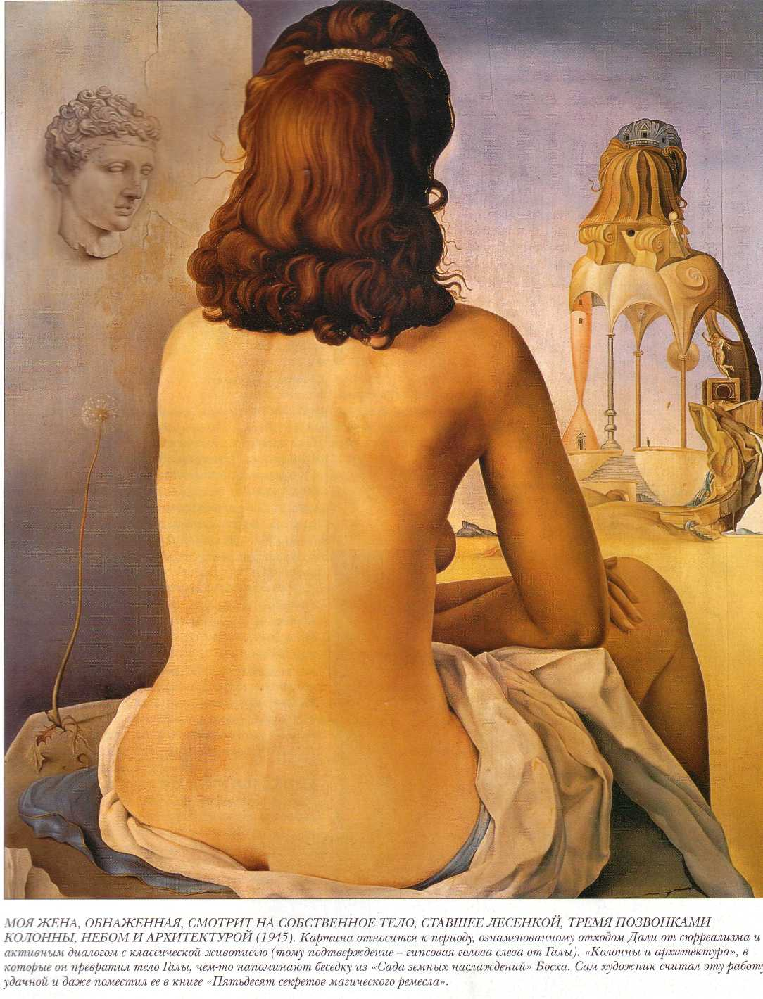 МОЯ ЖЕНА, ОБНАЖЕННАЯ, СМОТРИТ НА СОБСТВЕННОЕ ТЕЛО, СТАВШЕЕ ЛЕСЕНКОЙ, ТРЕМЯ ПОЗВОНКАМИ
КОЛОННЫ, НЕБОМ И АРХИТЕКТУРОЙ (1945). Картина относится к периоду, ознаменованному отходом Дали от сюрреализма и
активным диалогом с классической живописью (тому подтверждение – гипсовая голова слева от Галы). «Колонны и архитектура», в
которые он превратил тело Галы, чем-то напоминают беседку из «Сада земных наслаждений» Босха. Сам художник считал эту работу
удачной и даже поместил ее в книге «Пятьдесят секретов магического ремесла».